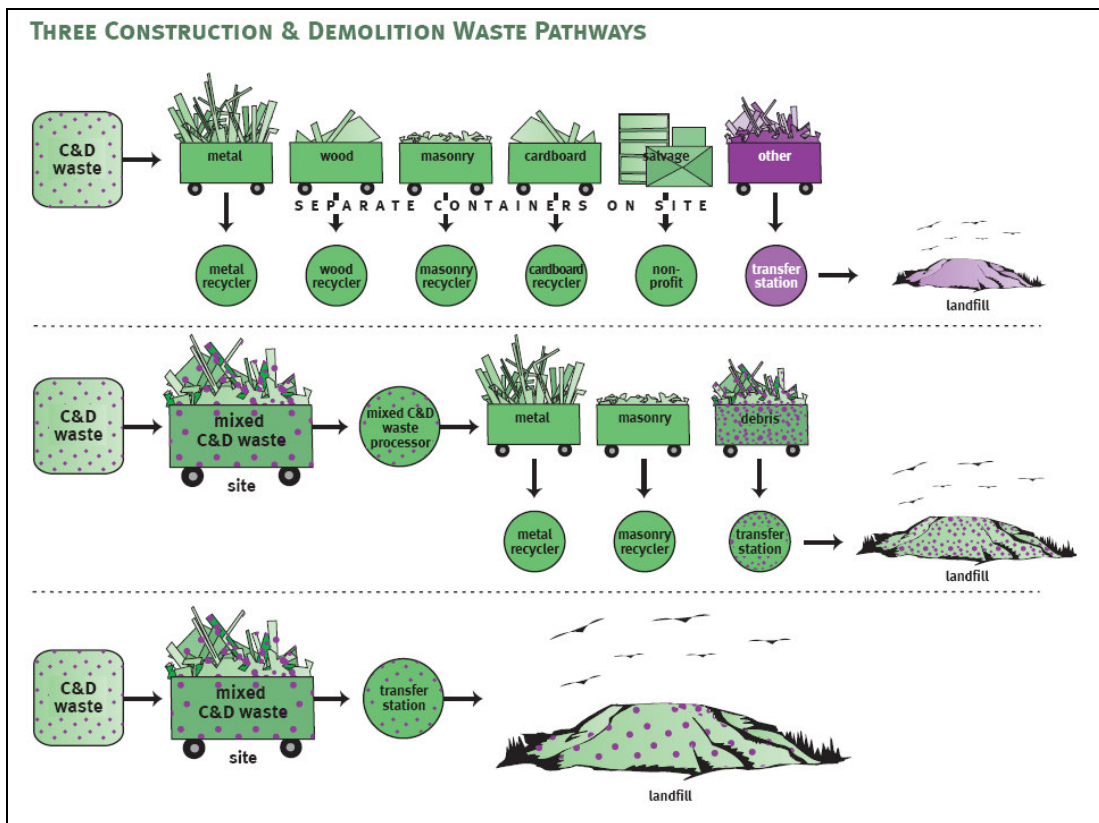 THREE CONSTRUCTION & DEMOLITION WASTE PATHWAYS
C&D
waste
metal
wood
masonry
cardboard
salvage
other
SEPARATE CONTAINERS ON SITE
metal
recycler
wood
recycler
masonry
recycler
cardboard
recycler
non-
profit
transfer
station
landfill
C&D
waste
mixed
C&D waste
site
mixed C&D
waste
processor
metal
masonry
debris
metal
recycler
masonry
recycler
transfer
station
landfill
C&D
waste
mixed
C&D waste
site
transfer
station
landfill